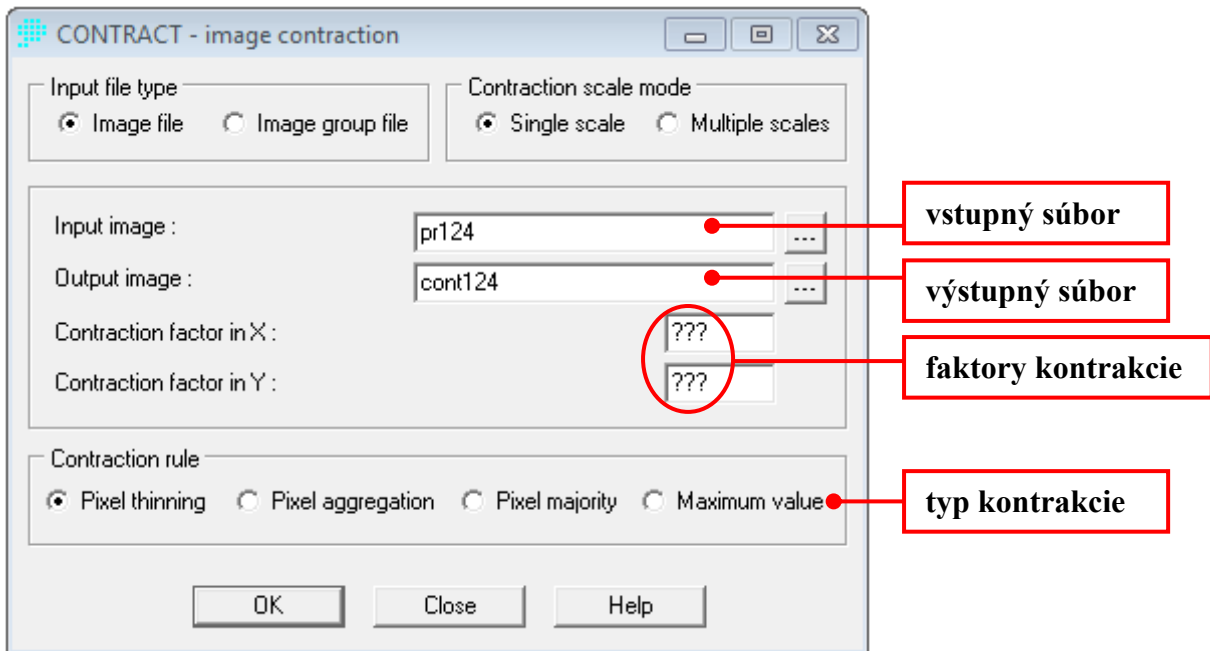 CONTRACT - image contraction
Input file type
Image file Image group file
Contraction scale mode
Single scale Multiple scales
Input image : pr124 ...
vstupný súbor
Output image : cont124 ...
výstupný súbor
Contraction factor in X : ???
Contraction factor in Y : ???
faktory kontrakcie
Contraction rule
Pixel thinning Pixel aggregation Pixel majority Maximum value
typ kontrakcie
OK Close Help